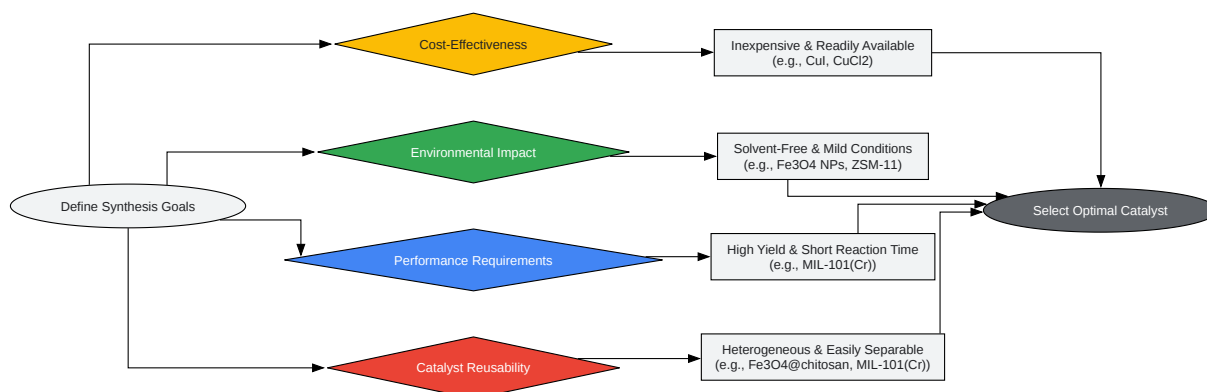 Cost-Effectiveness
Inexpensive & Readily Available
(e.g., CuI, CuCl2)
Environmental Impact
Solvent-Free & Mild Conditions
(e.g., Fe3O4 NPs, ZSM-11)
Define Synthesis Goals
Select Optimal Catalyst
Performance Requirements
High Yield & Short Reaction Time
(e.g., MIL-101(Cr))
Catalyst Reusability
Heterogeneous & Easily Separable
(e.g., Fe3O4@chitosan, MIL-101(Cr))